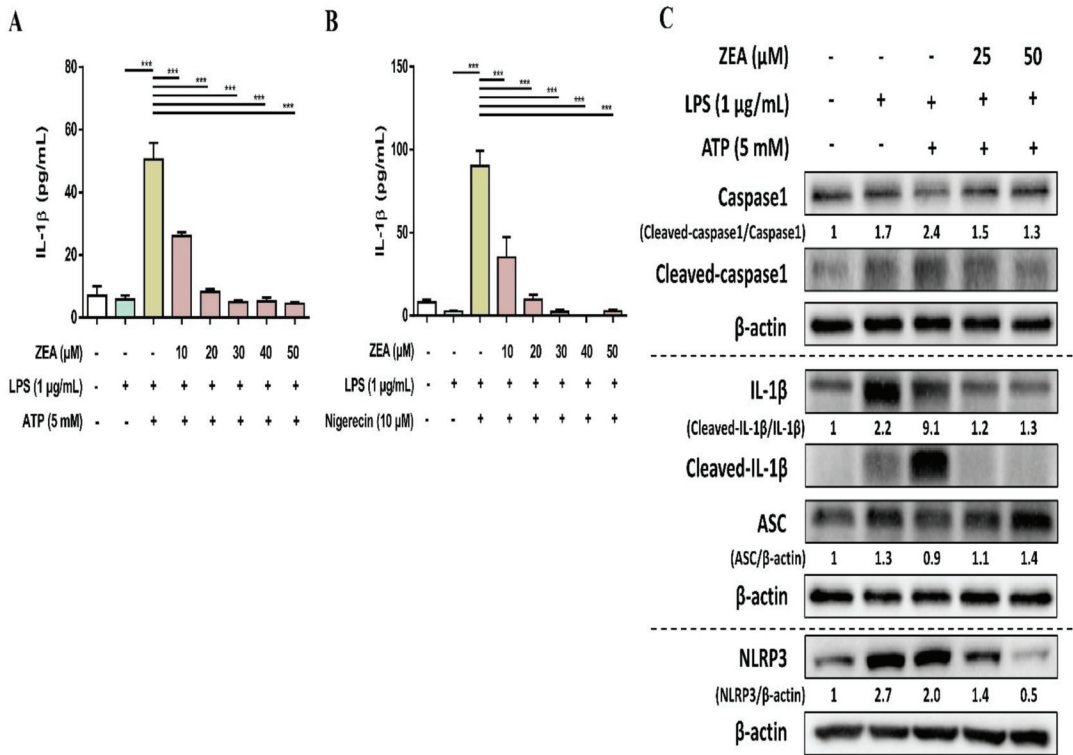 A
IL-1β (pg/mL)
80
60
40
20
0
***
***
***
***
***
***
ZEA (μM) - - - 10 20 30 40 50
LPS (1 μg/mL) - + + + + + + +
ATP (5 mM) - - + + + + + +
B
IL-1β (pg/mL)
150
100
50
0
***
***
***
***
***
***
ZEA (μM) - - - 10 20 30 40 50
LPS (1 μg/mL) - + + + + + + +
Nigerecin (10 μM) - - + + + + + +
C
ZEA (μM) - - - 25 50
LPS (1 μg/mL) - + + + +
ATP (5 mM) - - + + +
Caspase1
(Cleaved-caspase1/Caspase1) 1 1.7 2.4 1.5 1.3
Cleaved-caspase1
β-actin
IL-1β
(Cleaved-IL-1β/IL-1β) 1 2.2 9.1 1.2 1.3
Cleaved-IL-1β
ASC
(ASC/β-actin) 1 1.3 0.9 1.1 1.4
β-actin
NLRP3
(NLRP3/β-actin) 1 2.7 2.0 1.4 0.5
β-actin